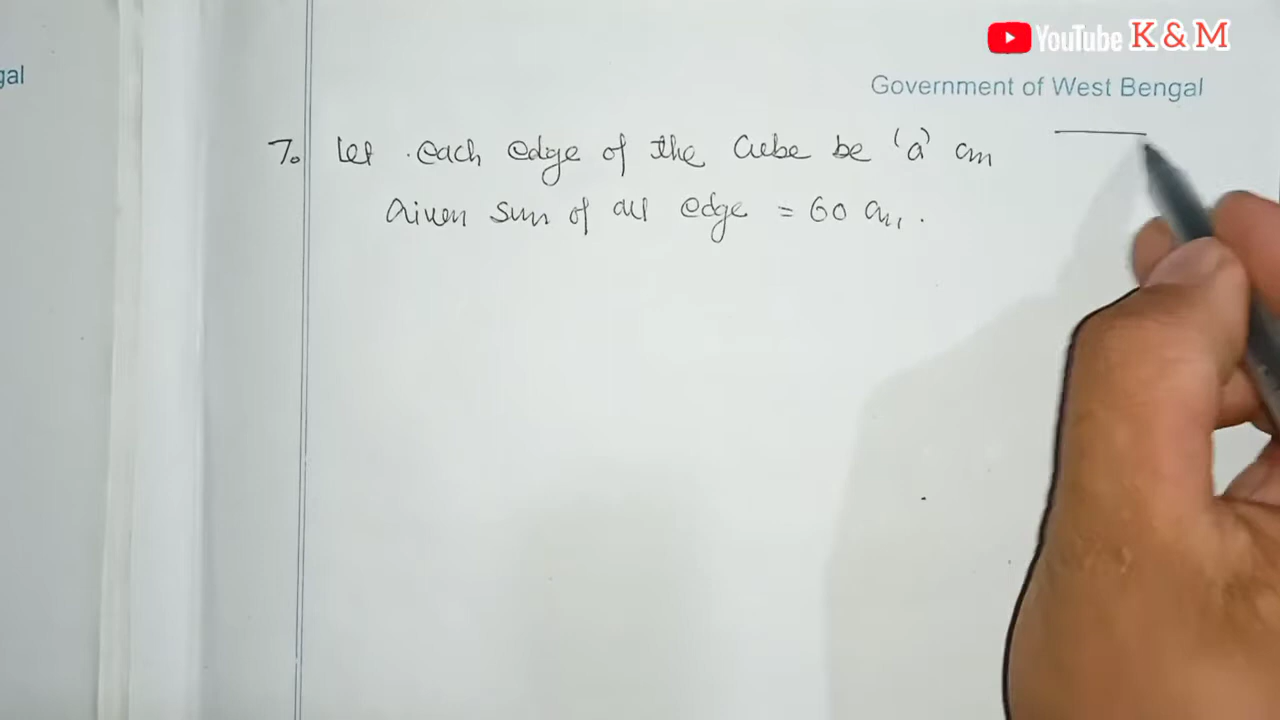 YouTube K & M
gal
Government of West Bengal
7. Let each edge of the Cube be 'a' cm
Given sum of all edge = 60 cm.